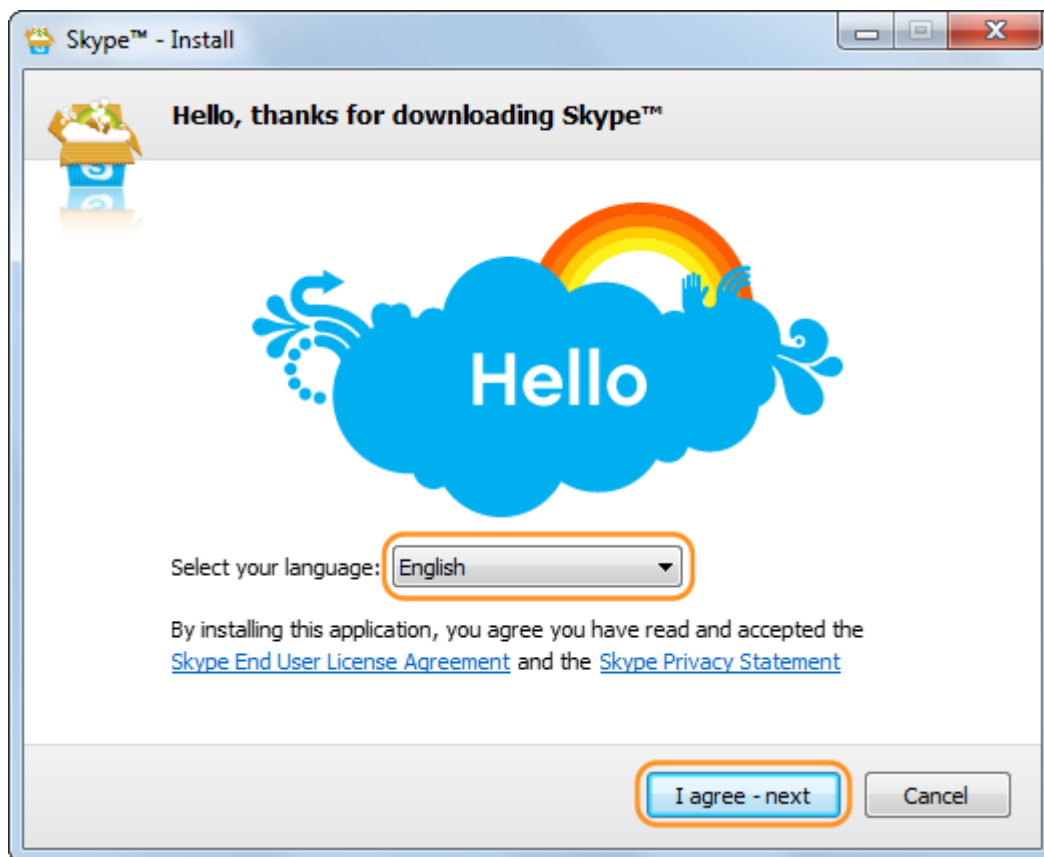 Skype™ - Install
Hello, thanks for downloading Skype™
Hello
Select your language: English
By installing this application, you agree you have read and accepted the
Skype End User License Agreement and the Skype Privacy Statement
I agree - next Cancel